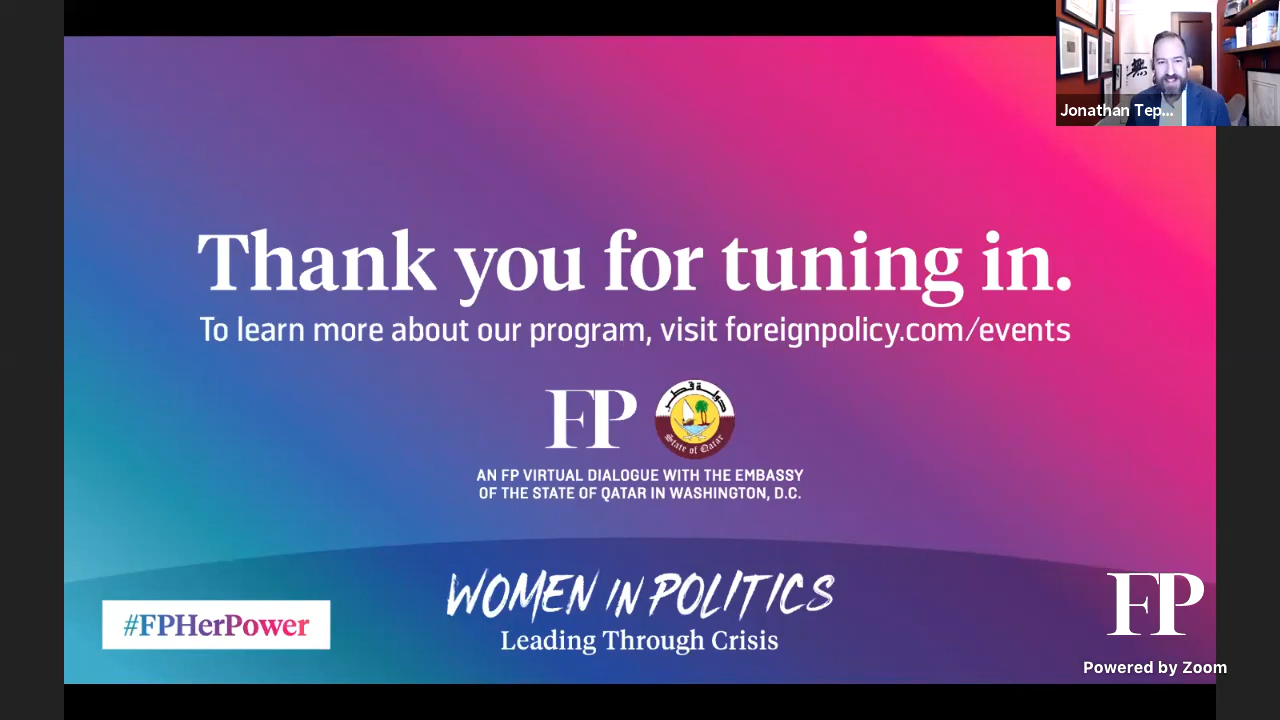 Jonathan Tep...
Thank you for tuning in.
To learn more about our program, visit foreignpolicy.com/events
FP
دولة قطر
State of Qatar
AN FP VIRTUAL DIALOGUE WITH THE EMBASSY
OF THE STATE OF QATAR IN WASHINGTON, D.C.
WOMEN IN POLITICS
Leading Through Crisis
#FPHerPower
FP
Powered by Zoom